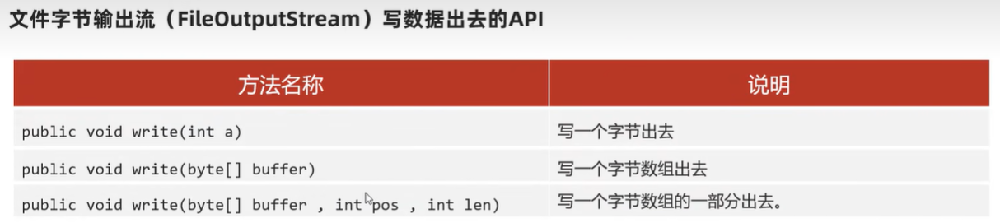 文件字节输出流（FileOutputStream）写数据出去的API
方法名称 说明
public void write(int a) 写一个字节出去
public void write(byte[] buffer) 写一个字节数组出去
public void write(byte[] buffer , int pos , int len) 写一个字节数组的一部分出去。